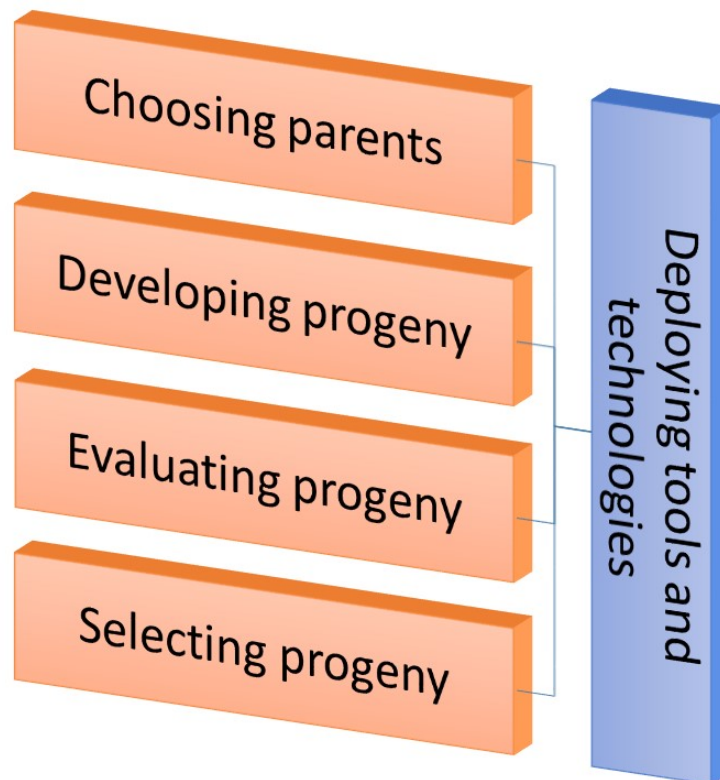 Choosing parents
Developing progeny
Evaluating progeny
Selecting progeny
Deploying tools and
technologies